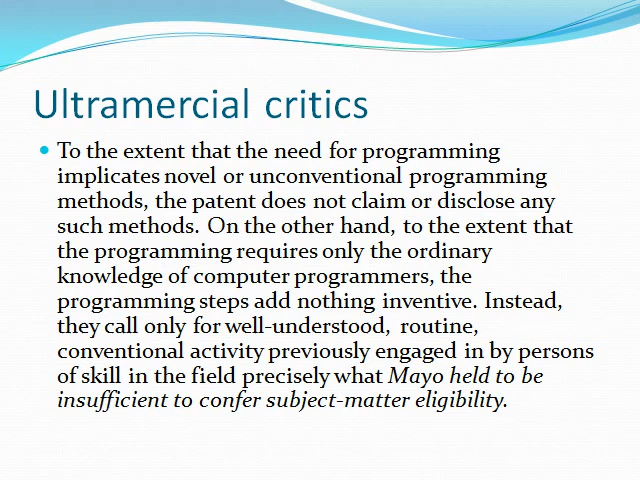 Ultramercial critics
To the extent that the need for programming
implicates novel or unconventional programming
methods, the patent does not claim or disclose any
such methods. On the other hand, to the extent that
the programming requires only the ordinary
knowledge of computer programmers, the
programming steps add nothing inventive. Instead,
they call only for well-understood, routine,
conventional activity previously engaged in by persons
of skill in the field precisely what Mayo held to be
insufficient to confer subject-matter eligibility.